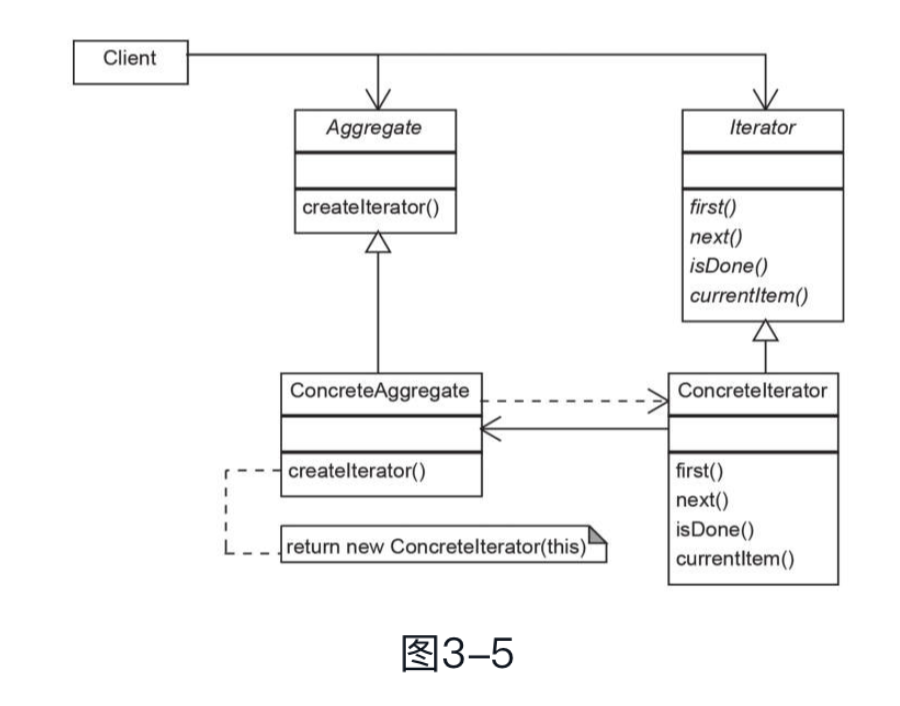 Client
Aggregate
createIterator()
Iterator
first()
next()
isDone()
currentItem()
ConcreteAggregate
createIterator()
return new ConcreteIterator(this)
ConcreteIterator
first()
next()
isDone()
currentItem()
图3–5